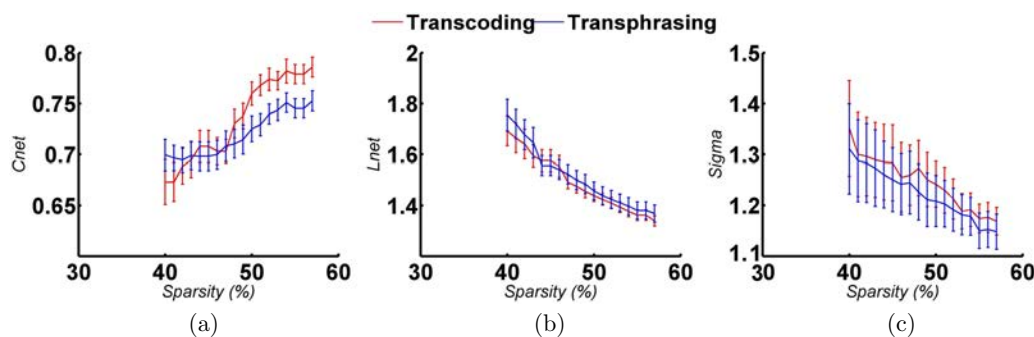 Transcoding Transphrasing
0.8
0.75
0.7
0.65
30 40 50 60
Cnet
Sparsity (%)
(a)
2
1.8
1.6
1.4
30 40 50 60
Lnet
Sparsity (%)
(b)
1.5
1.4
1.3
1.2
1.1
30 40 50 60
Sigma
Sparsity (%)
(c)